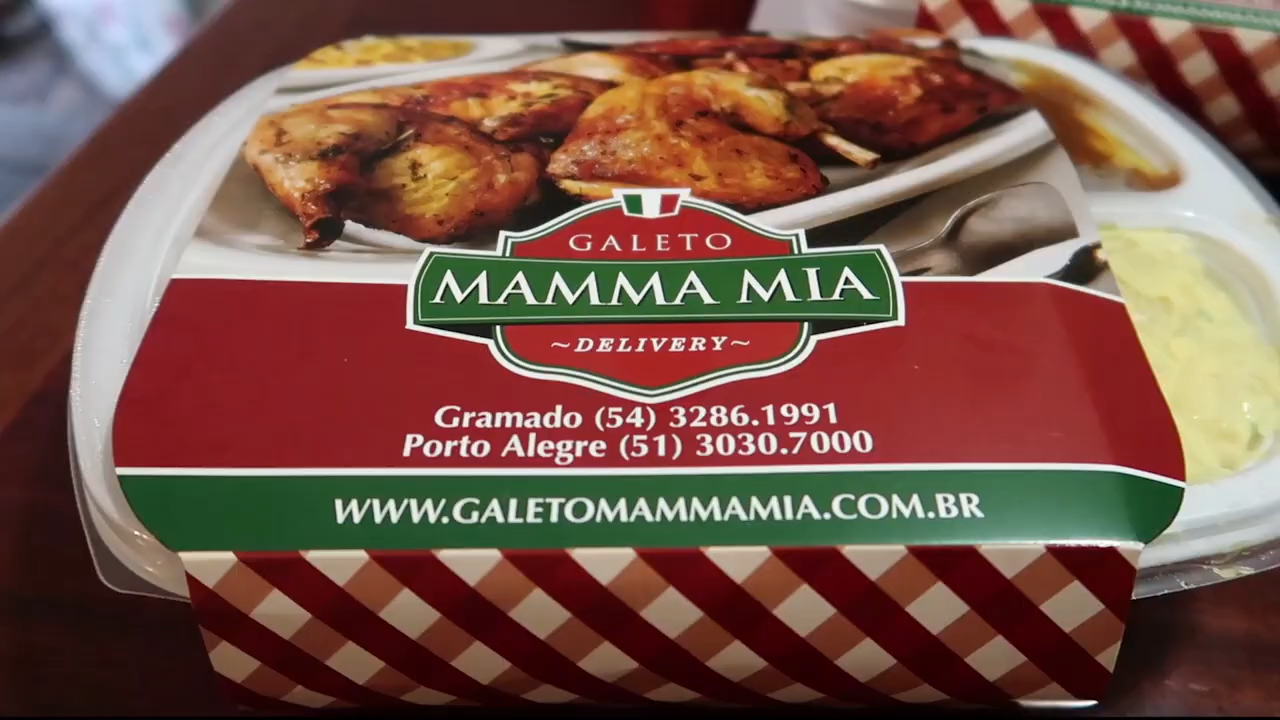 GALETO
MAMMA MIA
~DELIVERY~
Gramado (54) 3286.1991
Porto Alegre (51) 3030.7000
WWW.GALETOMAMMAMIA.COM.BR